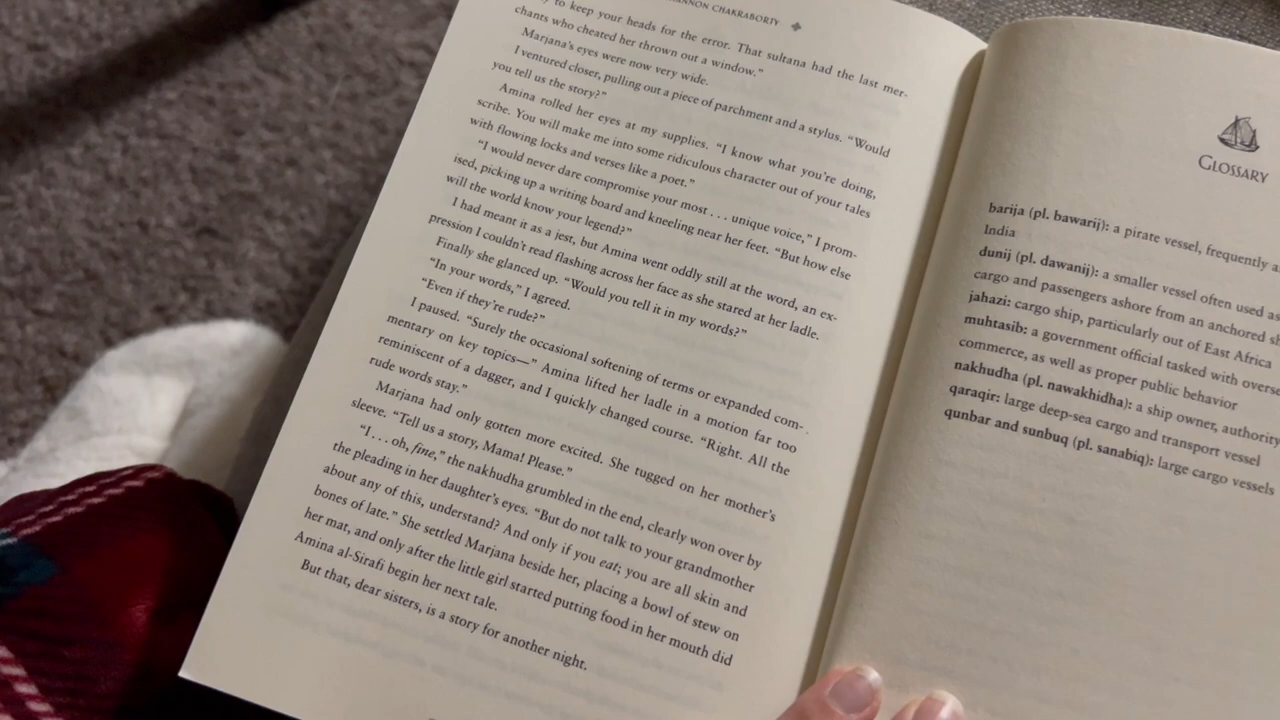 to keep your heads for the error. That sultana had the last mer-
chants who cheated her thrown out a window.”
Marjana’s eyes were now very wide.
I ventured closer, pulling out a piece of parchment and a stylus. “Would
you tell us the story?”
Amina rolled her eyes at my supplies. “I know what you’re doing,
scribe. You will make me into some ridiculous character out of your tales
with flowing locks and verses like a poet.”
“I would never dare compromise your most . . . unique voice,” I prom-
ised, picking up a writing board and kneeling near her feet. “But how else
will the world know your legend?”
I had meant it as a jest, but Amina went oddly still at the word, an ex-
pression I couldn’t read flashing across her face as she stared at her ladle.
Finally she glanced up. “Would you tell it in my words?”
“In your words,” I agreed.
“Even if they’re rude?”
I paused. “Surely the occasional softening of terms or expanded com-
mentary on key topics—” Amina lifted her ladle in a motion far too
reminiscent of a dagger, and I quickly changed course. “Right. All the
rude words stay.”
Marjana had only gotten more excited. She tugged on her mother’s
sleeve. “Tell us a story, Mama! Please.”
“I . . . oh, fine,” the nakhudha grumbled in the end, clearly won over by
the pleading in her daughter’s eyes. “But do not talk to your grandmother
about any of this, understand? And only if you eat; you are all skin and
bones of late.” She settled Marjana beside her, placing a bowl of stew on
her mat, and only after the little girl started putting food in her mouth did
Amina al-Sirafi begin her next tale.
But that, dear sisters, is a story for another night.
CHAKRABORTY
GLOSSARY
barija (pl. bawarij): a pirate vessel, frequently
India
dunij (pl. dawanij): a smaller vessel often used as
cargo and passengers ashore from an anchored
jahazi: cargo ship, particularly out of East Africa
muhtasib: a government official tasked with
commerce, as well as proper public behavior
nakhudha (pl. nawakhidha): a ship owner, authority
qaraqir: large deep-sea cargo and transport vessel
qunbar and sunbuq (pl. sanabiq): large cargo vessels